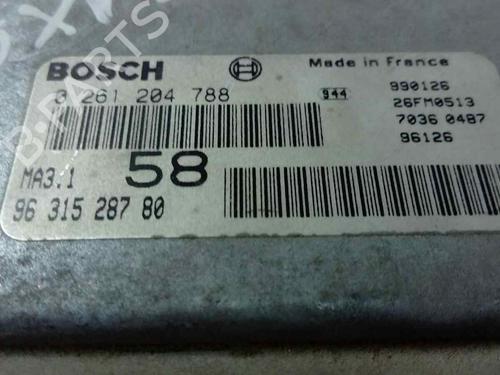 BOSCH
Made in France
0 261 204 788
944
990126
26FM0513
7036 0487
96126
MA3.1
58
96 315 287 80
B-PARTS